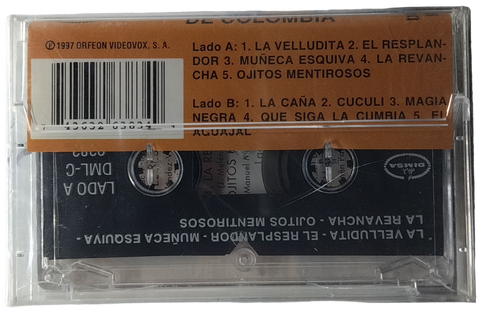 DE COLOMBIA
℗1997 ORFEON VIDEOVOX, S. A.
LADO A: 1. LA VELLUDITA 2. EL RESPLAN-
DOR 3. MUÑECA ESQUIVA 4. LA REVAN-
CHA 5. OJITOS MENTIROSOS
LADO B: 1. LA CAÑA 2. CUCULI 3. MAGIA
NEGRA 4. QUE SIGA LA CUMBIA 5. EL
AGUAJAL
LADO A
DML-C
DIMSA
LA VELLUDITA - EL RESPLANDOR - MUÑECA ESQUIVA -
LA REVANCHA - OJITOS MENTIROSOS